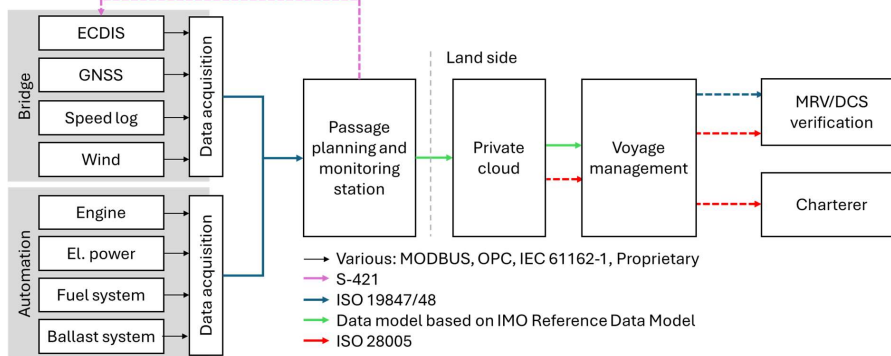 Bridge
ECDIS
GNSS
Speed log
Wind
Data acquisition
Automation
Engine
El. power
Fuel system
Ballast system
Data acquisition
Passage
planning and
monitoring
station
Land side
Private
cloud
Voyage
management
MRV/DCS
verification
Charterer
Various: MODBUS, OPC, IEC 61162-1, Proprietary
S-421
ISO 19847/48
Data model based on IMO Reference Data Model
ISO 28005